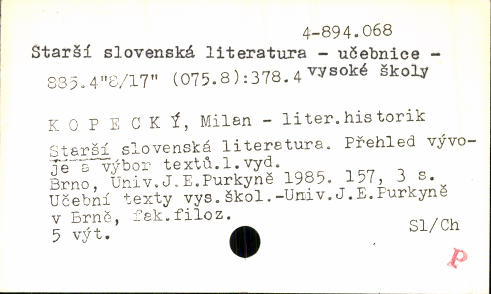 4-894.068
Starší slovenská literatura - učebnice -
885.4"8/17" (075.8):378.4 vysoké školy
K O P E C K Ý, Milan - liter.historik
Starší slovenská literatura. Přehled vývo-
je a výbor textů.1.vyd.
Brno, Univ.J.E.Purkyně 1985. 157, 3 s.
Učební texty vys.škol.-Univ.J.E.Purkyně
v Brně, fak.filoz.
5 výt.
Sl/Ch
P